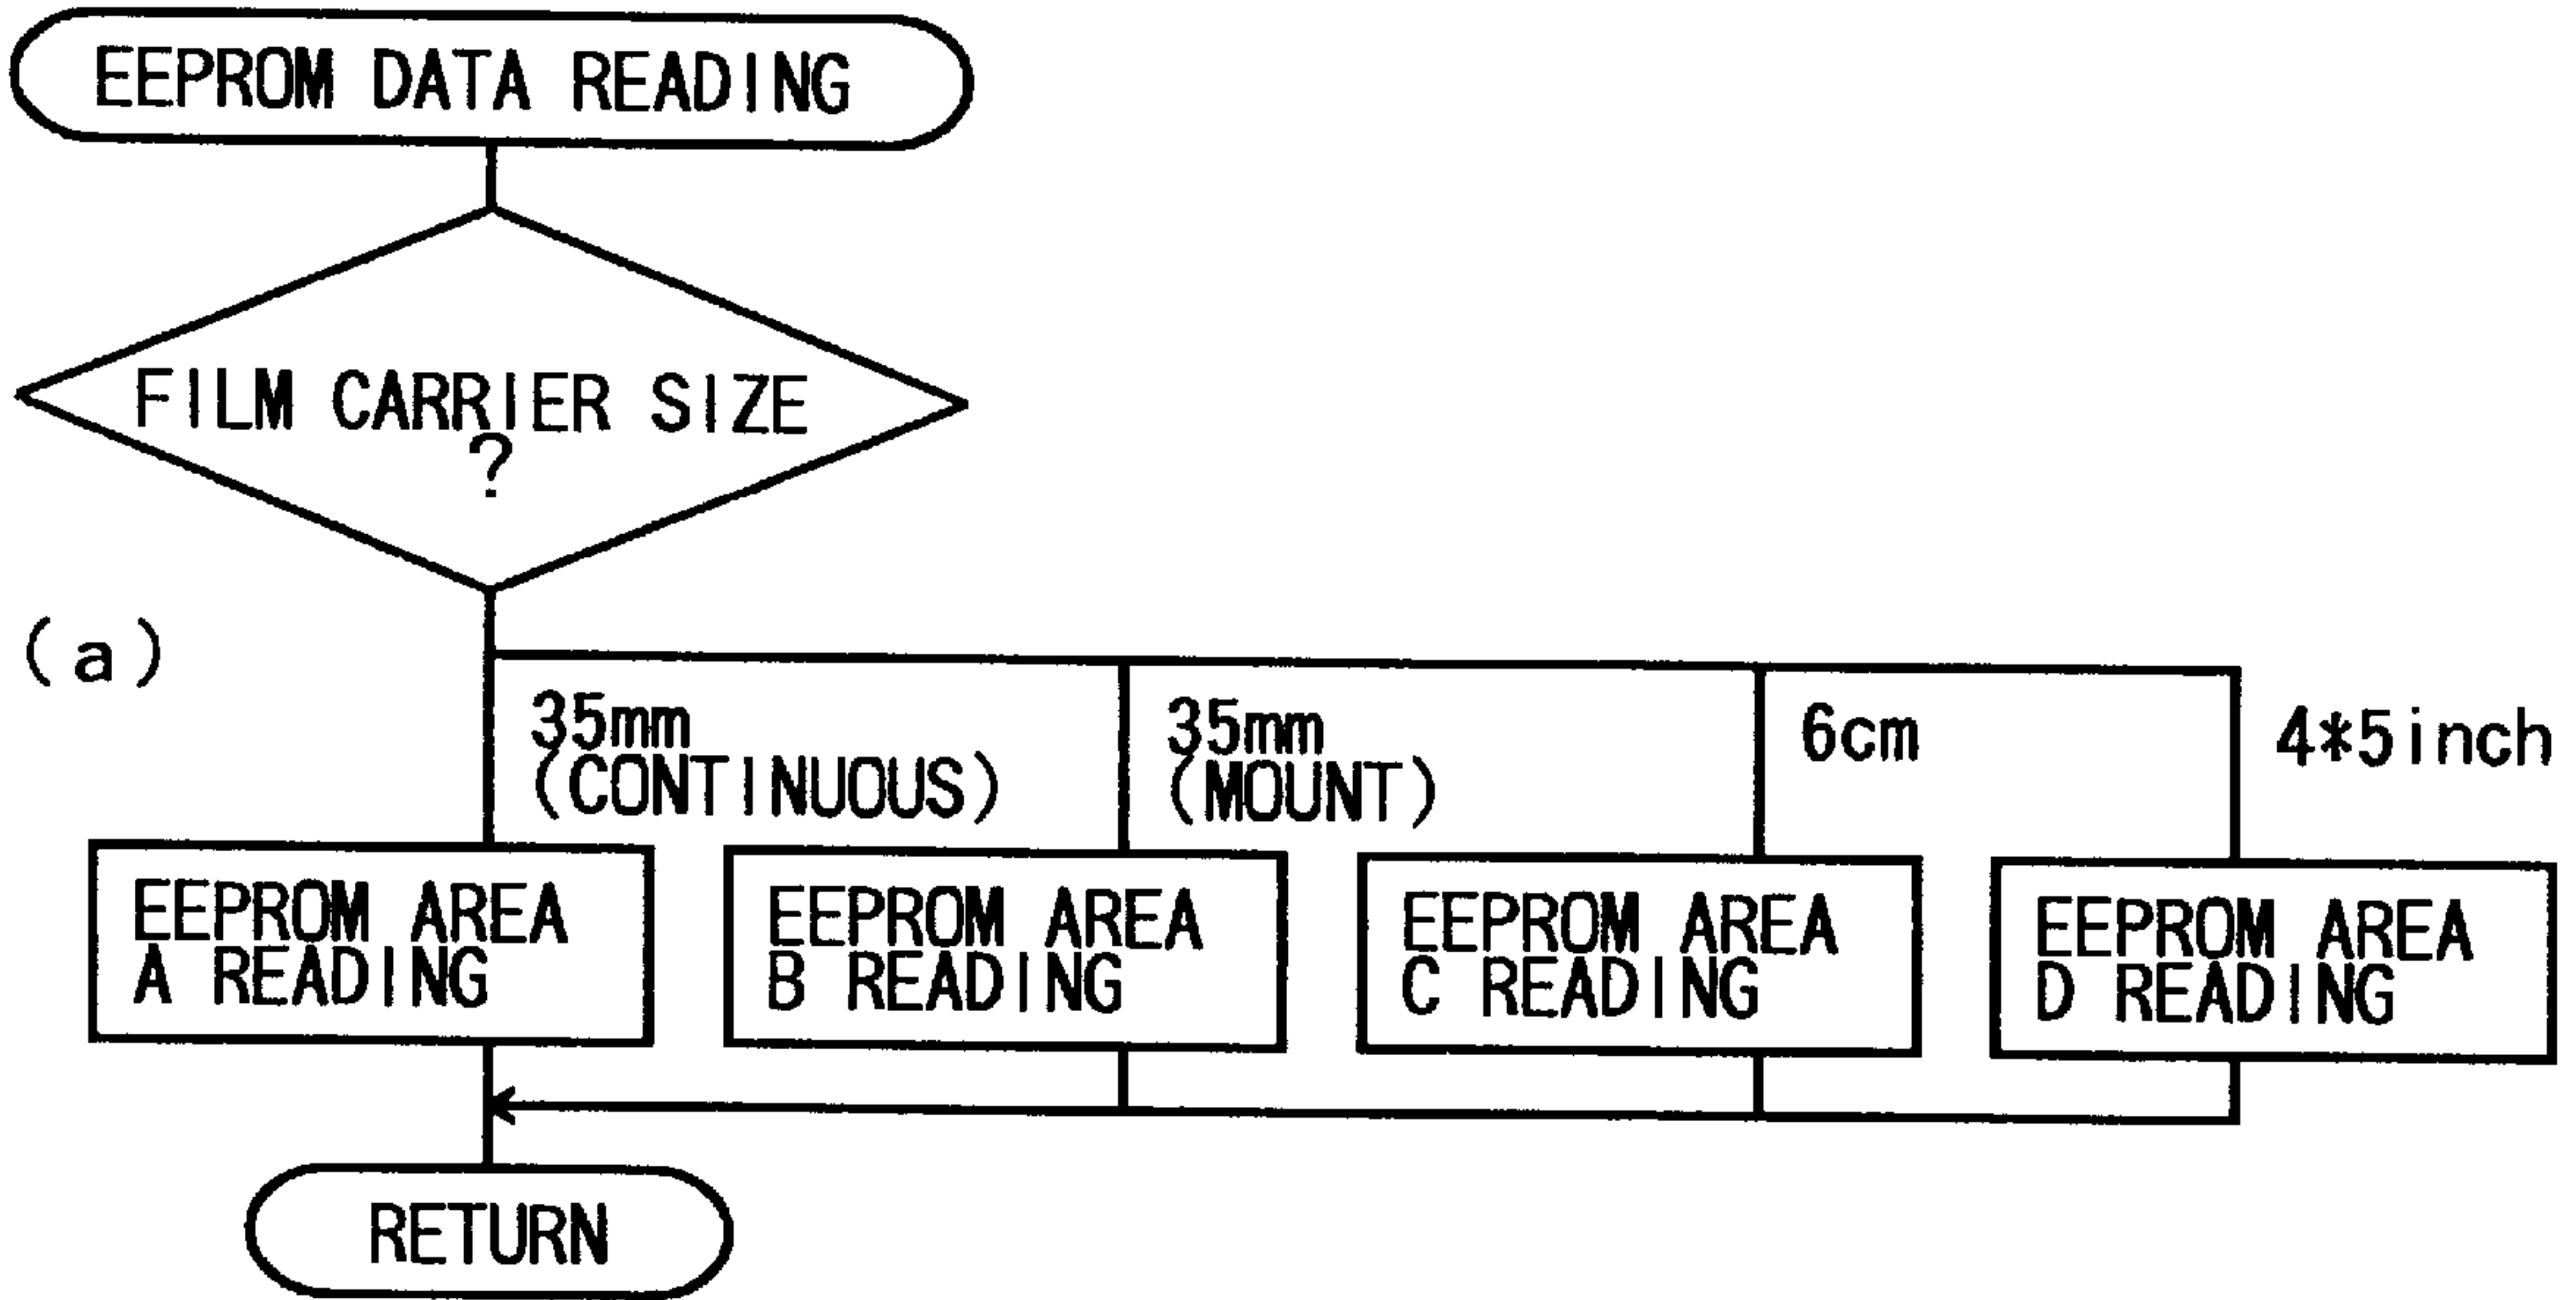 EEPROM DATA READING
FILM CARRIER SIZE
?
(a)
35mm
(CONTINUOUS)
35mm
(MOUNT)
6cm
4*5inch
EEPROM AREA
A READING
EEPROM AREA
B READING
EEPROM AREA
C READING
EEPROM AREA
D READING
RETURN